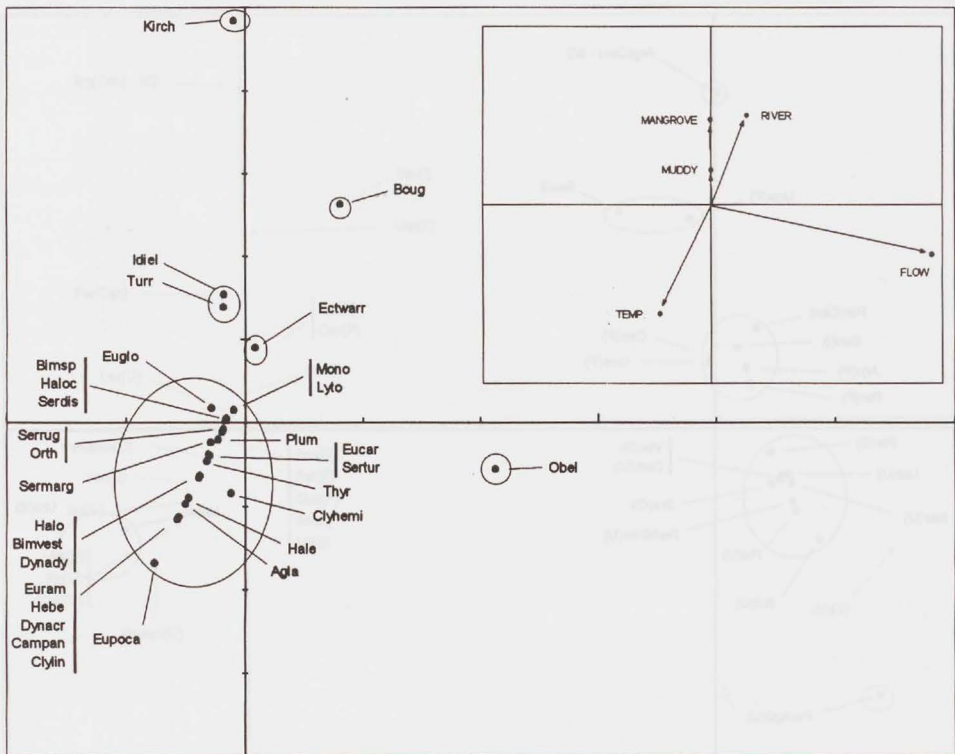 Kirch
MANGROVE
RIVER
MUDDY
FLOW
TEMP.
Boug
Idiel
Turr
Ectwarr
Euglo
Mono
Lyto
Bimsp
Haloc
Serdis
Serrug
Orth
Plum
Eucar
Sertur
Obel
Sermarg
Thyr
Clyhemi
Halo
Bimvest
Dynady
Hale
Agla
Euram
Hebe
Dynacr
Campan
Clylin
Eupoca